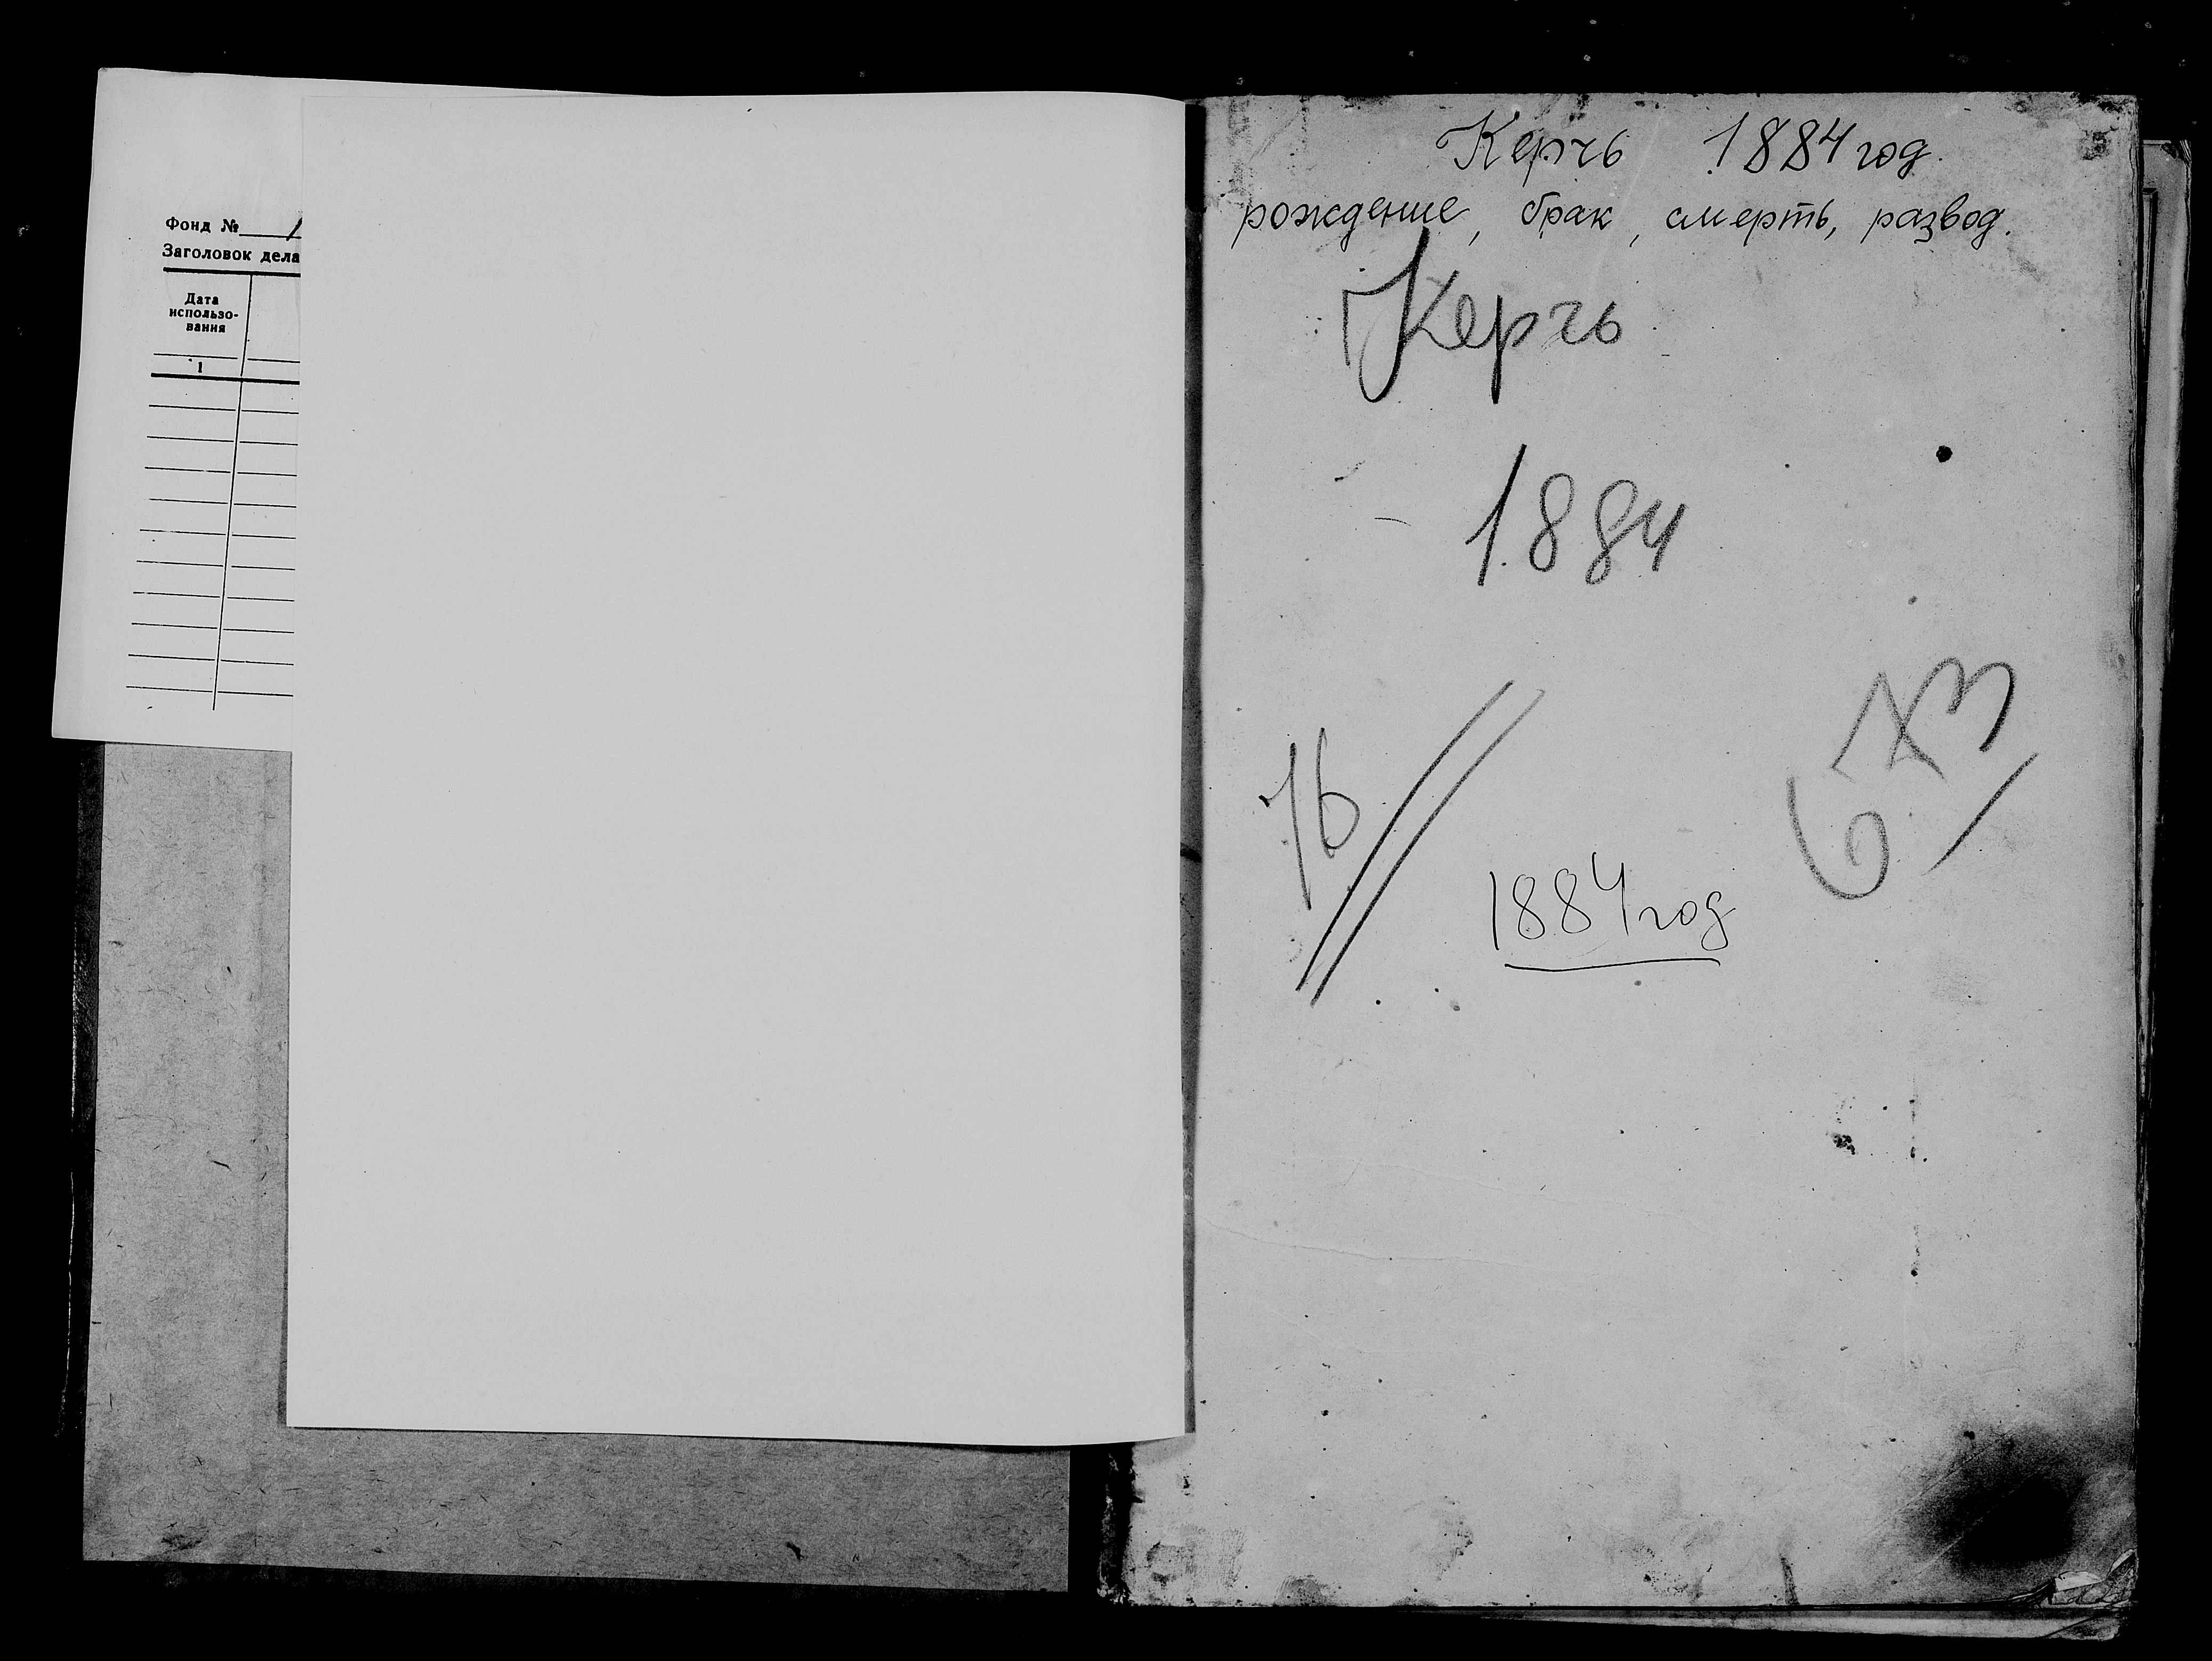 Фонд №
Заголовок дела
Дата
использо-
вания
1
Керчь 1884 год.
рождение, брак, смерть, развод.
Керчь
1884
76
1884 год